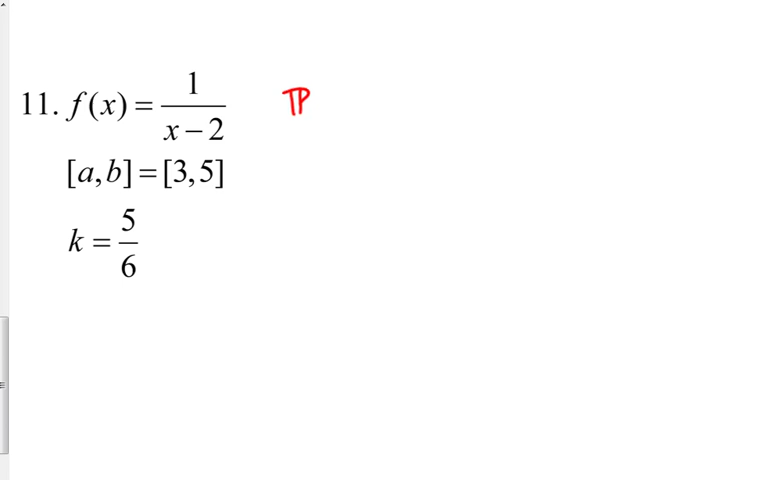 11. f(x) = 1/(x − 2) TP
[a, b] = [3, 5]
k = 5/6